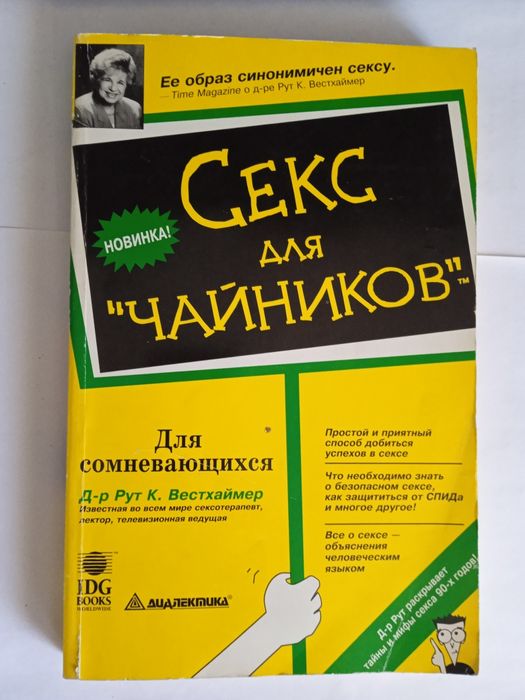 Ее образ синонимичен сексу.
— Time Magazine о д-ре Рут К. Вестхаймер
СЕКС
НОВИНКА!
ДЛЯ
"ЧАЙНИКОВ"™
Для
сомневающихся
Д-р Рут К. Вестхаймер
Известная во всем мире сексотерапевт,
лектор, телевизионная ведущая
Простой и приятный
способ добиться
успехов в сексе
Что необходимо знать
о безопасном сексе,
как защититься от СПИДа
и многое другое!
Все о сексе —
объяснения
человеческим
языком
IDG
BOOKS
WORLDWIDE
ДИАЛЕКТИКА®
Д-р Рут раскрывает
тайны и мифы секса 90-х годов!